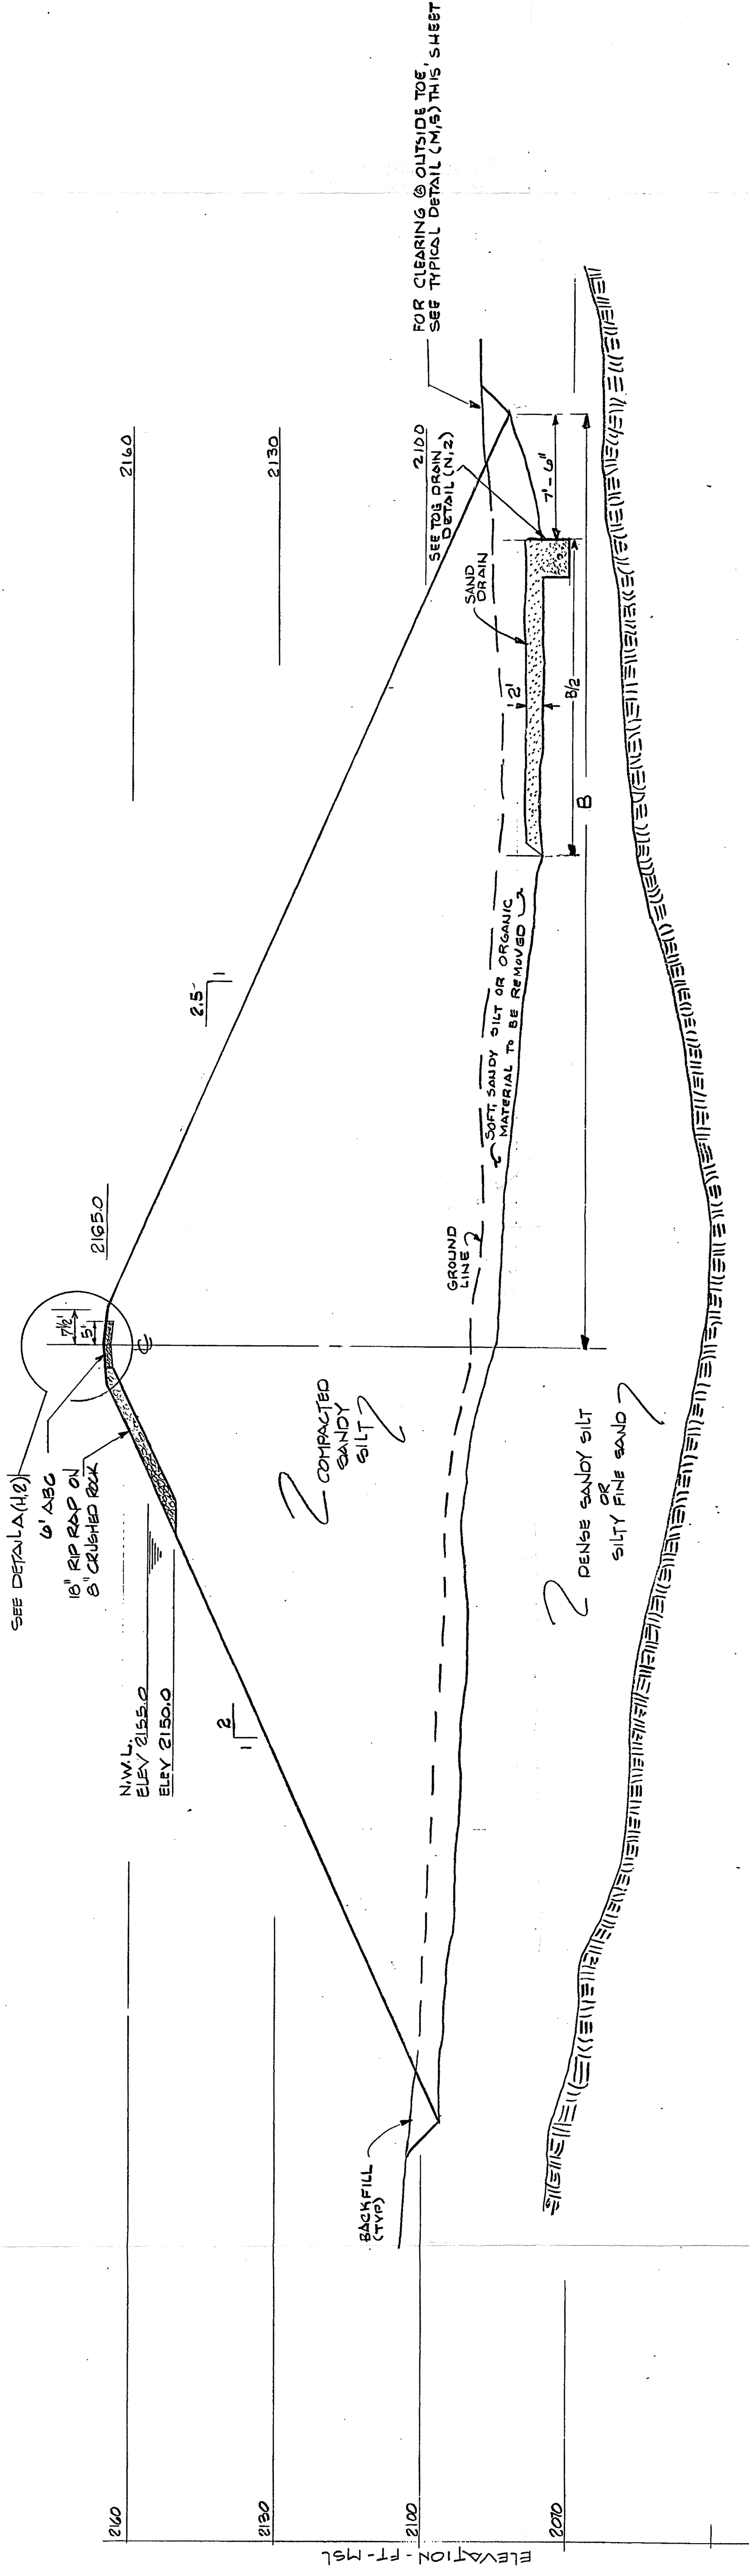 SEE DETAIL A(H,2)
6" ABC
18" RIP RAP ON
8" CRUSHED ROCK
7½'
5'
℄
2165.0
N.W.L.
ELEV 2155.0
ELEV 2150.0
1
2
2.5
1
2160
2130
2100
FOR CLEARING @ OUTSIDE TOE,
SEE TYPICAL DETAIL (M,5) THIS SHEET
SEE TOE DRAIN
DETAIL (N,2)
SAND
DRAIN
2'
7'-6"
B/2
B
SOFT, SANDY SILT OR ORGANIC
MATERIAL TO BE REMOVED
GROUND
LINE
COMPACTED
SANDY
SILT
DENSE SANDY SILT
OR
SILTY FINE SAND
BACKFILL
(TYP)
2160
2130
2100
2070
ELEVATION-FT-MSL